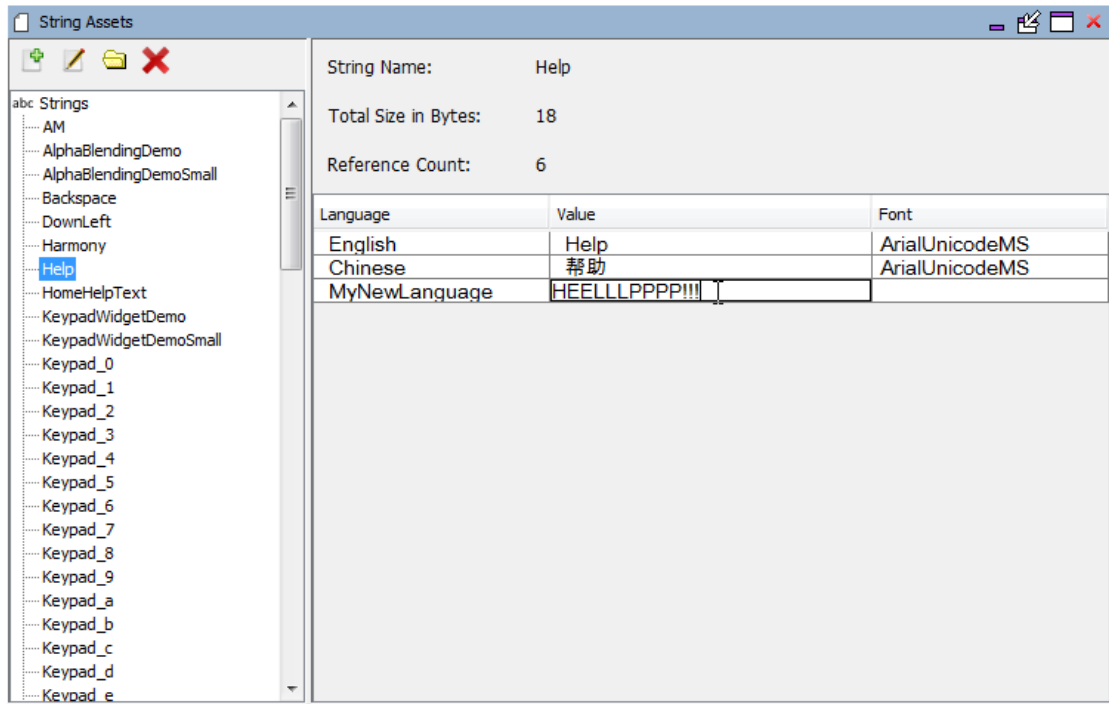 String Assets
abc Strings
AM
AlphaBlendingDemo
AlphaBlendingDemoSmall
Backspace
DownLeft
Harmony
Help
HomeHelpText
KeypadWidgetDemo
KeypadWidgetDemoSmall
Keypad_0
Keypad_1
Keypad_2
Keypad_3
Keypad_4
Keypad_5
Keypad_6
Keypad_7
Keypad_8
Keypad_9
Keypad_a
Keypad_b
Keypad_c
Keypad_d
Keypad_e
String Name: Help
Total Size in Bytes: 18
Reference Count: 6
Language Value Font
English Help ArialUnicodeMS
Chinese 帮助 ArialUnicodeMS
MyNewLanguage HEELLLPPPP!!!